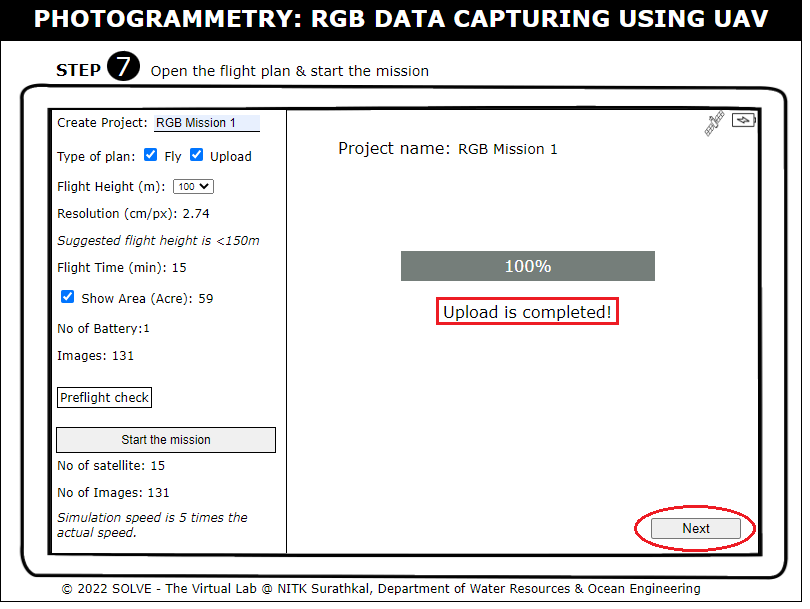 PHOTOGRAMMETRY: RGB DATA CAPTURING USING UAV
STEP 7 Open the flight plan & start the mission
Create Project: RGB Mission 1
Type of plan: Fly Upload
Flight Height (m): 100
Resolution (cm/px): 2.74
Suggested flight height is <150m
Flight Time (min): 15
Show Area (Acre): 59
No of Battery:1
Images: 131
Preflight check
Start the mission
No of satellite: 15
No of Images: 131
Simulation speed is 5 times the
actual speed.
Project name: RGB Mission 1
100%
Upload is completed!
Next
© 2022 SOLVE - The Virtual Lab @ NITK Surathkal, Department of Water Resources & Ocean Engineering